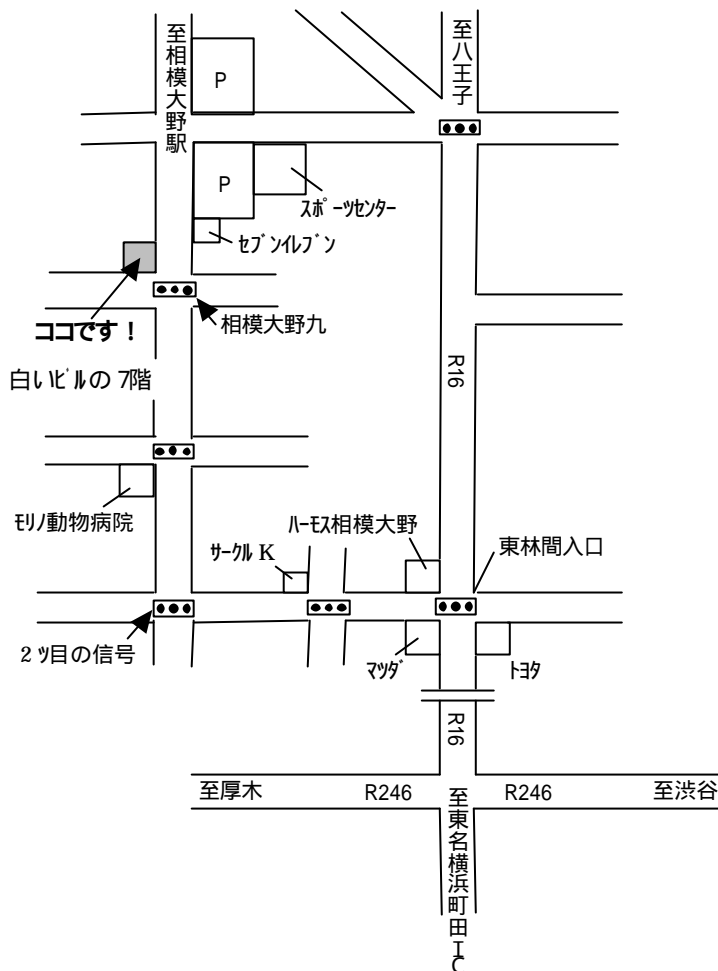 至相模大野駅
P
至八王子
P
スポーツセンター
セブンイレブン
ココです！
相模大野九
白いビルの7階
R16
モリノ動物病院
ハーモス相模大野
サークルK
東林間入口
2ッ目の信号
マツダ
トヨタ
R16
至厚木
R246
R246
至渋谷
至東名横浜町田IC